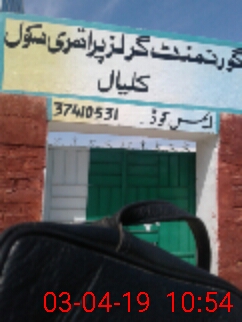 گورنمنٹ گرلز پرائمری سکول
کلیال
ایمس کوڈ۔ 37410531
03-04-19 10:54